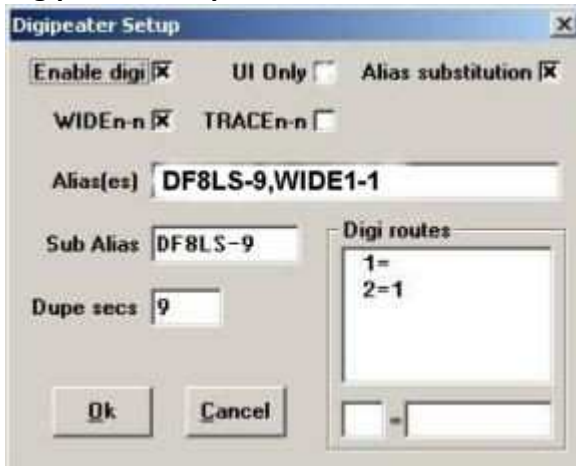 Digipeater Setup
Enable digi UI Only Alias substitution
WIDEn-n TRACEn-n
Alias(es) DF8LS-9,WIDE1-1
Sub Alias DF8LS-9
Dupe secs 9
Digi routes
1=
2=1
Ok Cancel
=